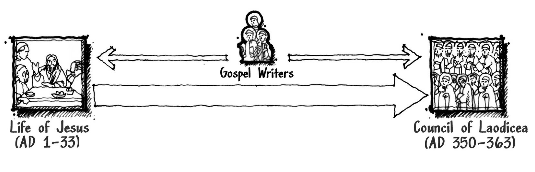 Gospel Writers
Life of Jesus
(AD 1-33)
Council of Laodicea
(AD 350-363)